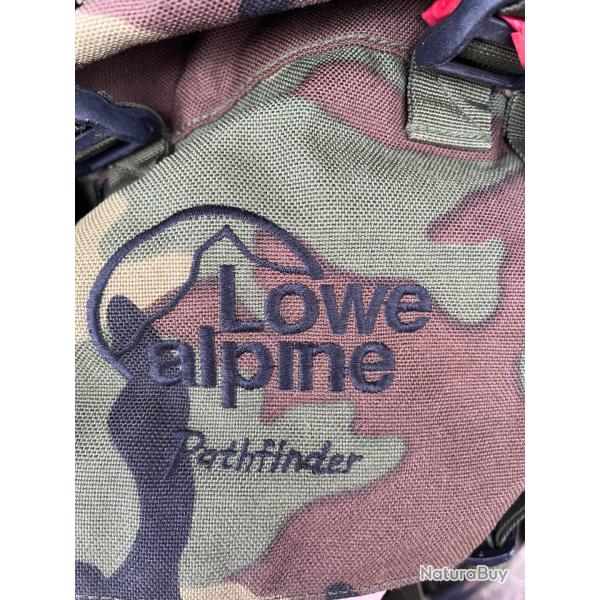 Lowe
alpine
Pathfinder
NaturaBuy